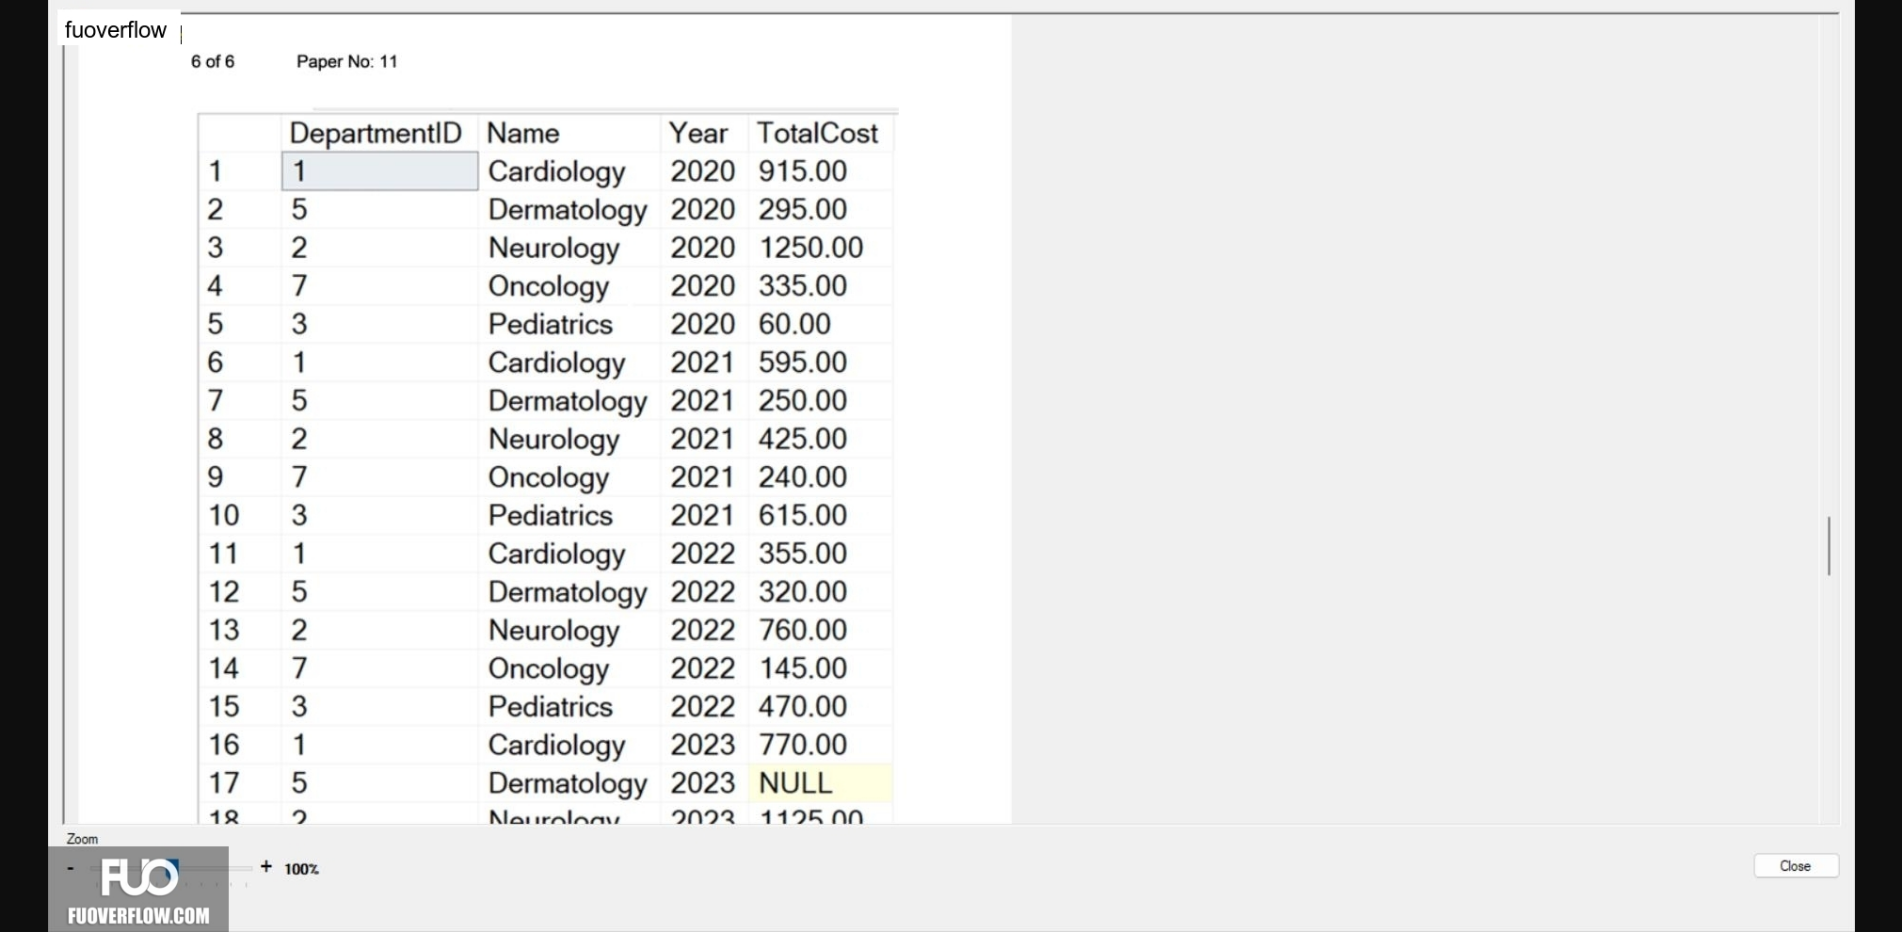 fuoverflow
6 of 6 Paper No: 11
DepartmentID Name Year TotalCost
1 1 Cardiology 2020 915.00
2 5 Dermatology 2020 295.00
3 2 Neurology 2020 1250.00
4 7 Oncology 2020 335.00
5 3 Pediatrics 2020 60.00
6 1 Cardiology 2021 595.00
7 5 Dermatology 2021 250.00
8 2 Neurology 2021 425.00
9 7 Oncology 2021 240.00
10 3 Pediatrics 2021 615.00
11 1 Cardiology 2022 355.00
12 5 Dermatology 2022 320.00
13 2 Neurology 2022 760.00
14 7 Oncology 2022 145.00
15 3 Pediatrics 2022 470.00
16 1 Cardiology 2023 770.00
17 5 Dermatology 2023 NULL
18 2 Neurology 2023 1125.00
Zoom
- + 100%
Close
FUO
FUOVERFLOW.COM